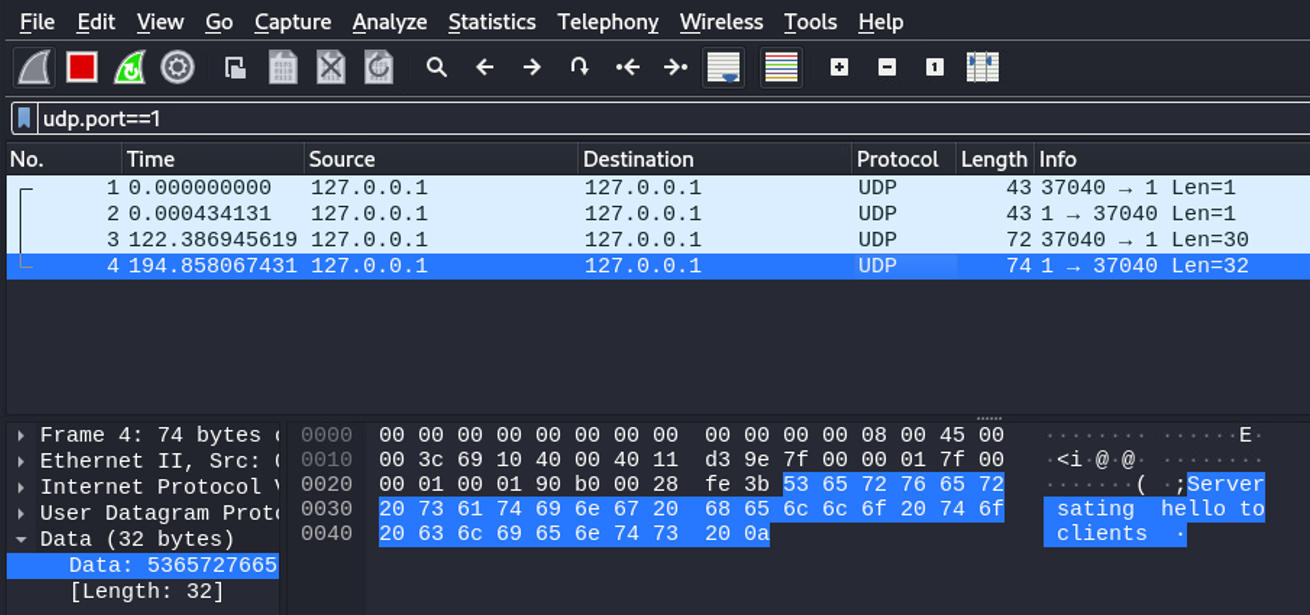 File Edit View Go Capture Analyze Statistics Telephony Wireless Tools Help
udp.port==1
No. Time Source Destination Protocol Length Info
1 0.000000000 127.0.0.1 127.0.0.1 UDP 43 37040 → 1 Len=1
2 0.000434131 127.0.0.1 127.0.0.1 UDP 43 1 → 37040 Len=1
3 122.386945619 127.0.0.1 127.0.0.1 UDP 72 37040 → 1 Len=30
4 194.858067431 127.0.0.1 127.0.0.1 UDP 74 1 → 37040 Len=32
Frame 4: 74 bytes
Ethernet II, Src:
Internet Protocol
User Datagram Proto
Data (32 bytes)
Data: 5365727665
[Length: 32]
0000 00 00 00 00 00 00 00 00 00 00 00 00 08 00 45 00 ········ ······E·
0010 00 3c 69 10 40 00 40 11 d3 9e 7f 00 00 01 7f 00 ·<i·@·@· ········
0020 00 01 00 01 90 b0 00 28 fe 3b 53 65 72 76 65 72 ·······( ·;Server
0030 20 73 61 74 69 6e 67 20 68 65 6c 6c 6f 20 74 6f sating hello to
0040 20 63 6c 69 65 6e 74 73 20 0a clients ·